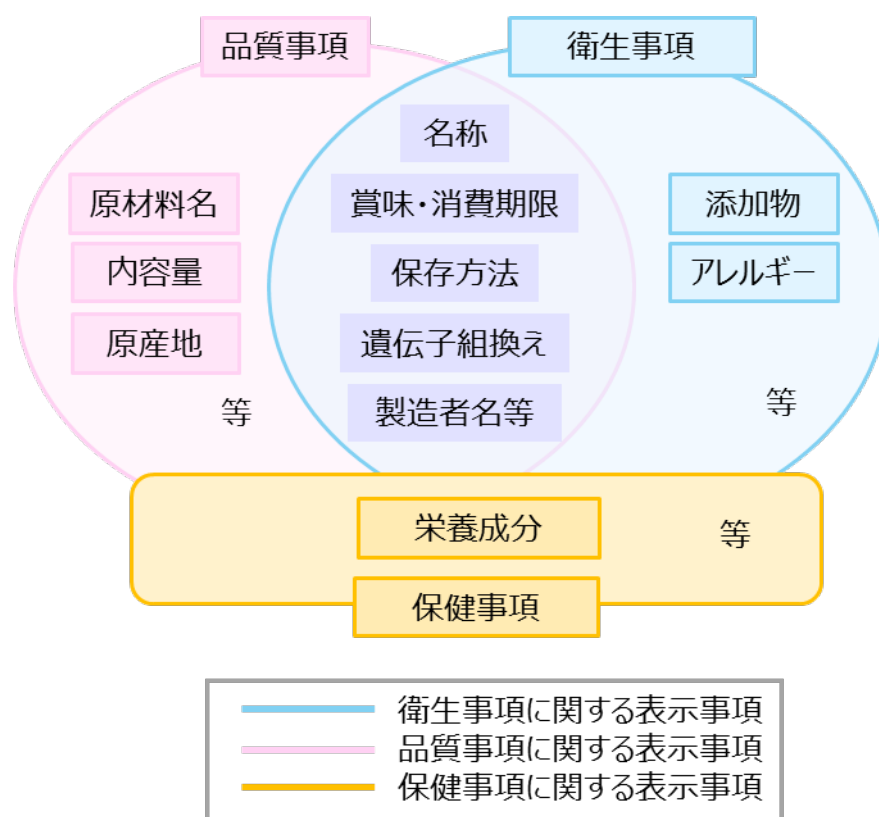 品質事項
衛生事項
名称
原材料名
賞味・消費期限
添加物
内容量
保存方法
アレルギー
原産地
遺伝子組換え
等
製造者名等
等
栄養成分
等
保健事項
衛生事項に関する表示事項
品質事項に関する表示事項
保健事項に関する表示事項